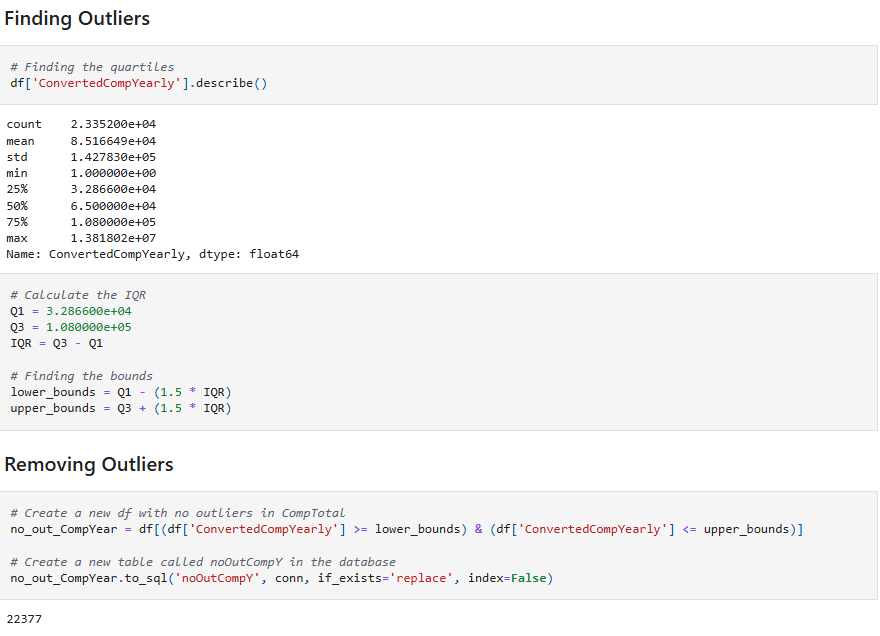 Finding Outliers
# Finding the quartiles
df['ConvertedCompYearly'].describe()
count    2.335200e+04
mean     8.516649e+04
std      1.427830e+05
min      1.000000e+00
25%      3.286600e+04
50%      6.500000e+04
75%      1.080000e+05
max      1.381802e+07
Name: ConvertedCompYearly, dtype: float64
# Calculate the IQR
Q1 = 3.286600e+04
Q3 = 1.080000e+05
IQR = Q3 - Q1
# Finding the bounds
lower_bounds = Q1 - (1.5 * IQR)
upper_bounds = Q3 + (1.5 * IQR)
Removing Outliers
# Create a new df with no outliers in CompTotal
no_out_CompYear = df[(df['ConvertedCompYearly'] >= lower_bounds) & (df['ConvertedCompYearly'] <= upper_bounds)]
# Create a new table called noOutCompY in the database
no_out_CompYear.to_sql('noOutCompY', conn, if_exists='replace', index=False)
22377